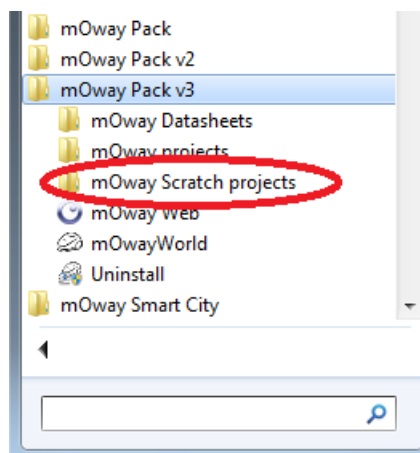 mOway Pack
mOway Pack v2
mOway Pack v3
mOway Datasheets
mOway projects
mOway Scratch projects
mOway Web
mOwayWorld
Uninstall
mOway Smart City